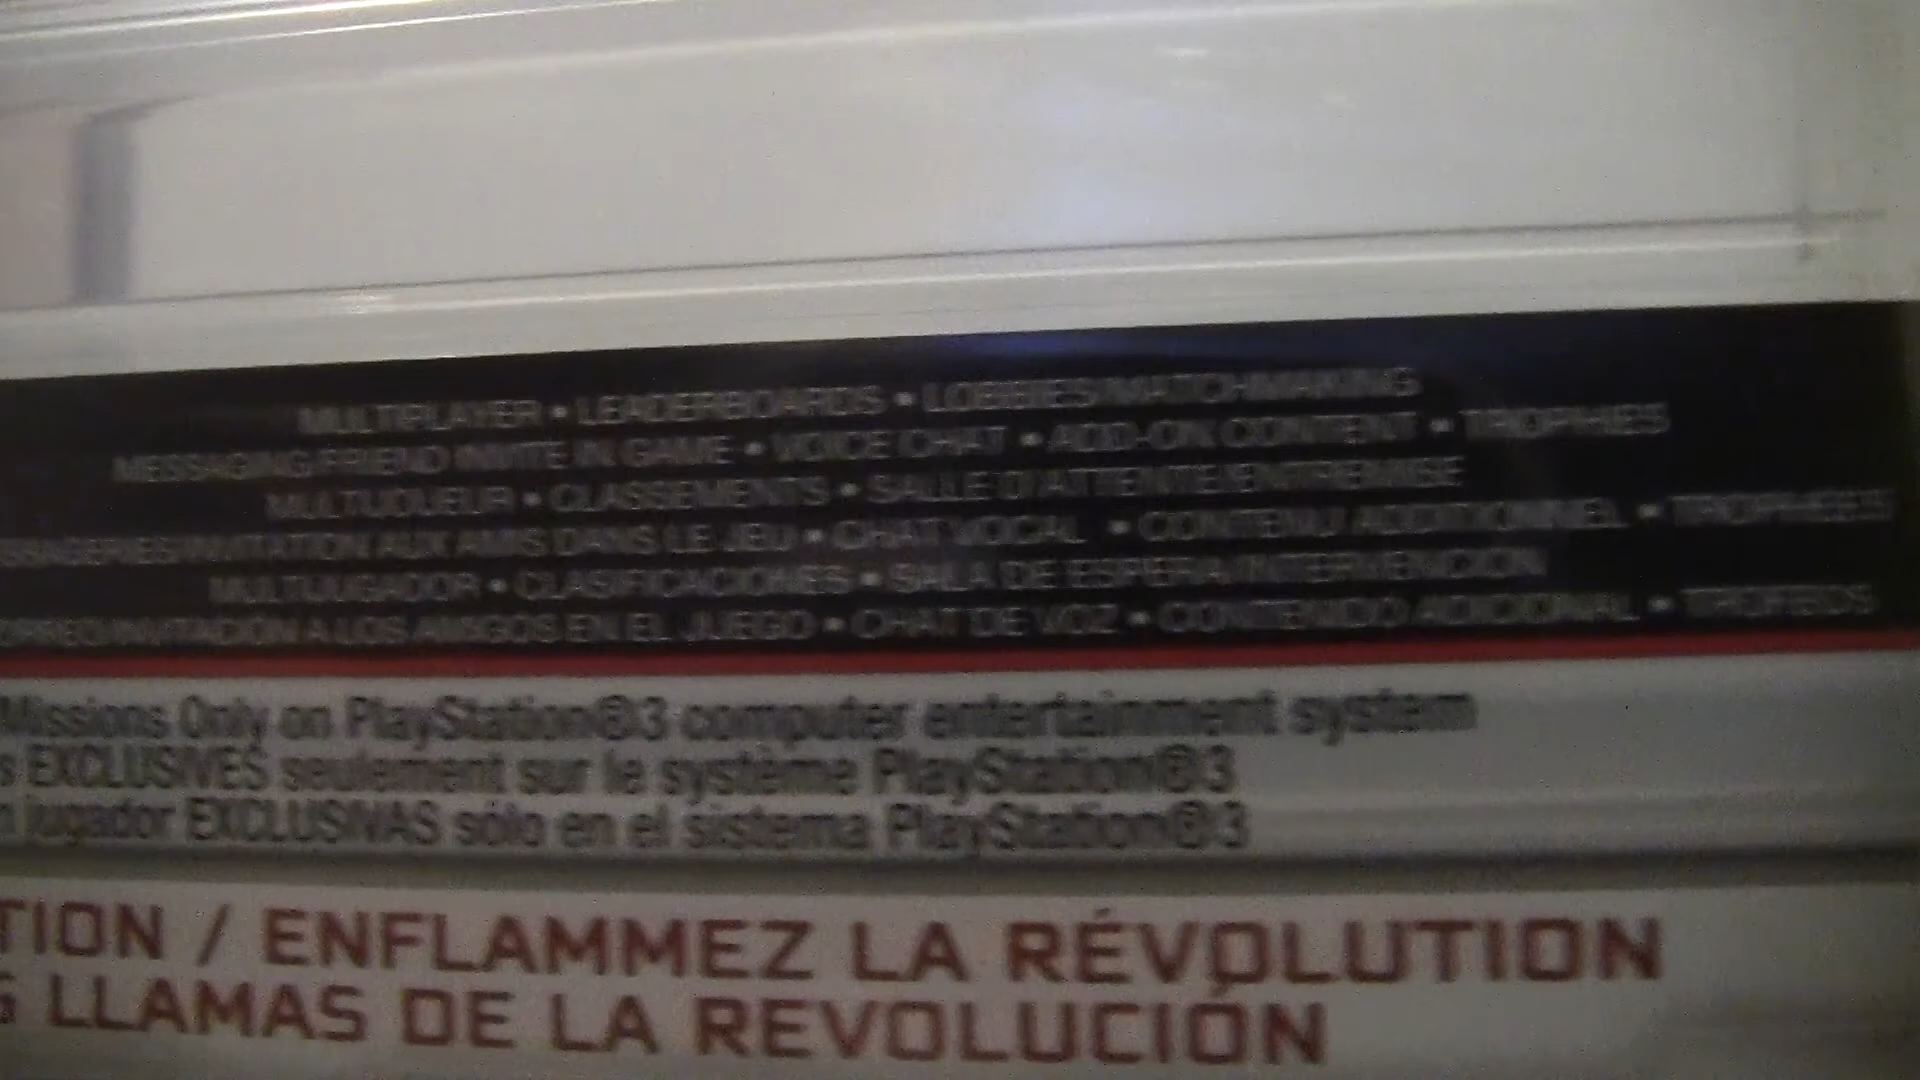 MULTIPLAYER • LEADERBOARDS • LOBBIES/MATCHMAKING
MESSAGING/FRIEND INVITE IN GAME • VOICE CHAT • ADD-ON CONTENT • TROPHIES
MULTIJOUEUR • CLASSEMENTS • SALLE D'ATTENTE/ENTREMISE
INVITATION AUX AMIS DANS LE JEU • CHAT VOCAL • CONTENU ADDITIONNEL • TROPHÉES
MULTIJUGADOR • CLASIFICACIONES • SALA DE ESPERA/INTERVENCIÓN
INVITACIÓN A LOS AMIGOS EN EL JUEGO • CHAT DE VOZ • CONTENIDO ADICIONAL • TROFEOS
Missions Only on PlayStation®3 computer entertainment system
s EXCLUSIVES seulement sur le système PlayStation®3
n jugador EXCLUSIVAS sólo en el sistema PlayStation®3
TION / ENFLAMMEZ LA RÉVOLUTION
S LLAMAS DE LA REVOLUCIÓN